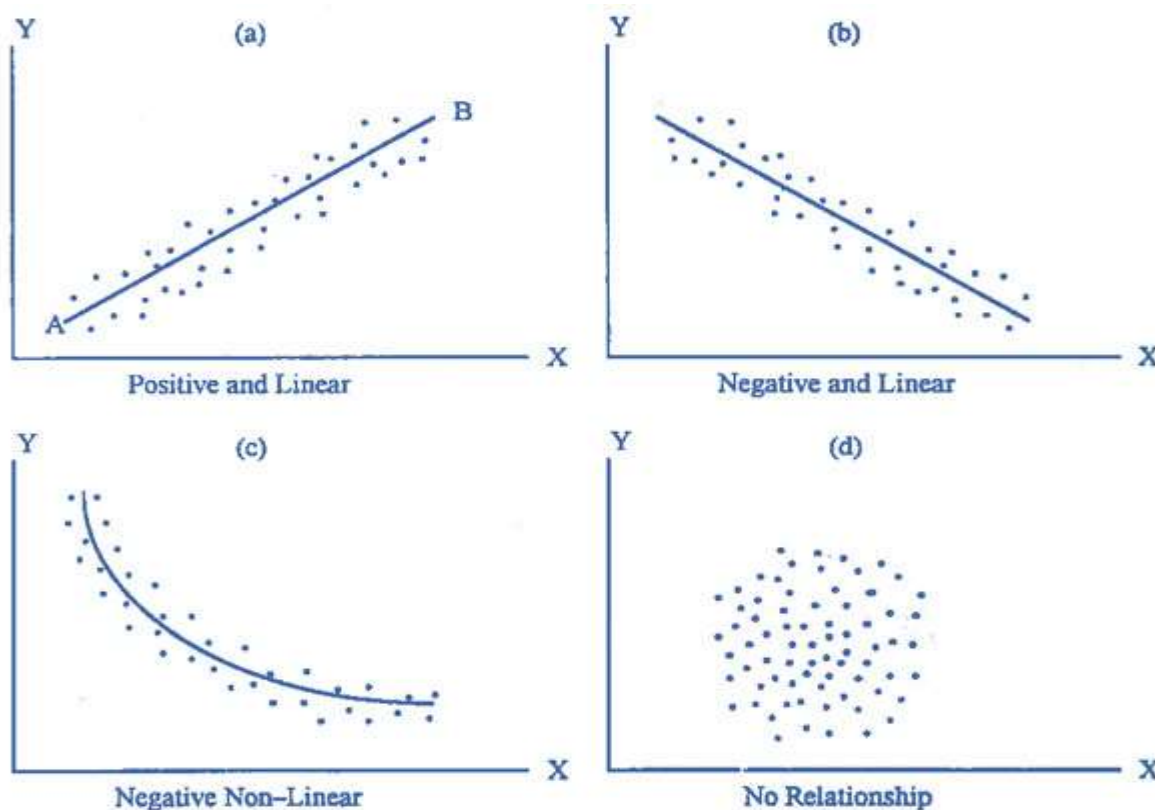 Y
(a)
B
A
X
Positive and Linear
Y
(b)
X
Negative and Linear
Y
(c)
X
Negative Non–Linear
Y
(d)
X
No Relationship